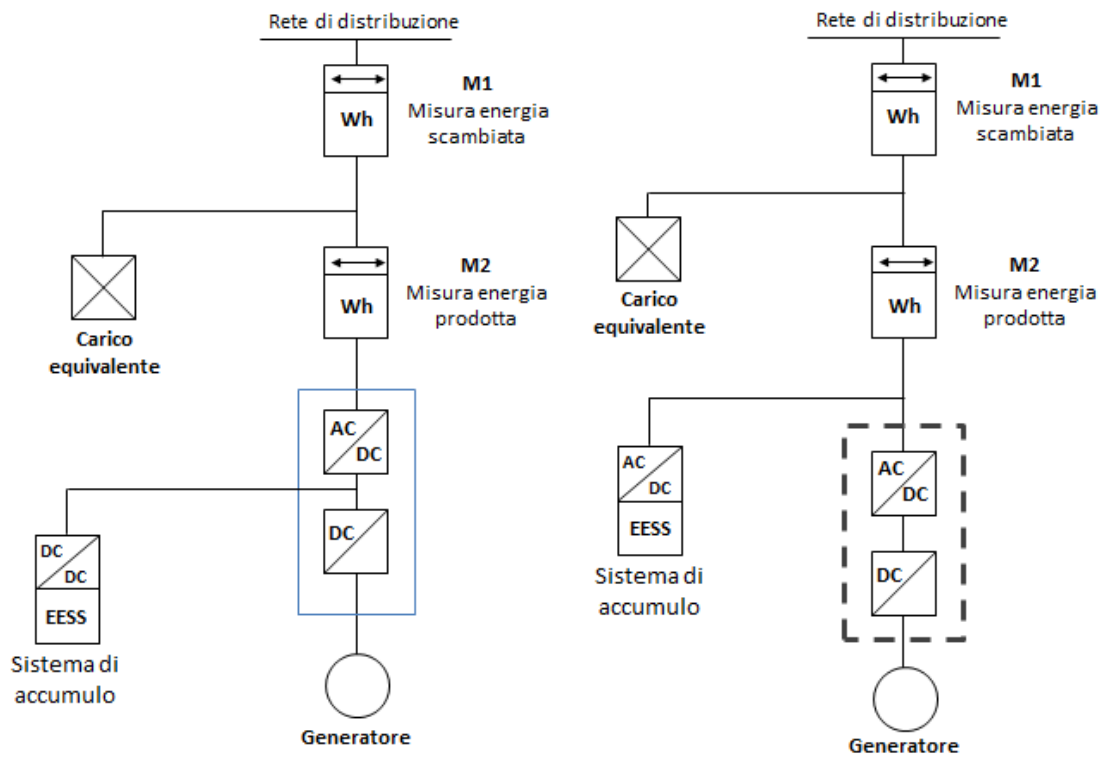 Rete di distribuzione
M1
Misura energia
scambiata
Wh
Carico
equivalente
M2
Misura energia
prodotta
Wh
AC
DC
DC
DC
DC
EESS
Sistema di
accumulo
Generatore
Rete di distribuzione
M1
Misura energia
scambiata
Wh
Carico
equivalente
M2
Misura energia
prodotta
Wh
AC
DC
EESS
Sistema di
accumulo
AC
DC
DC
Generatore